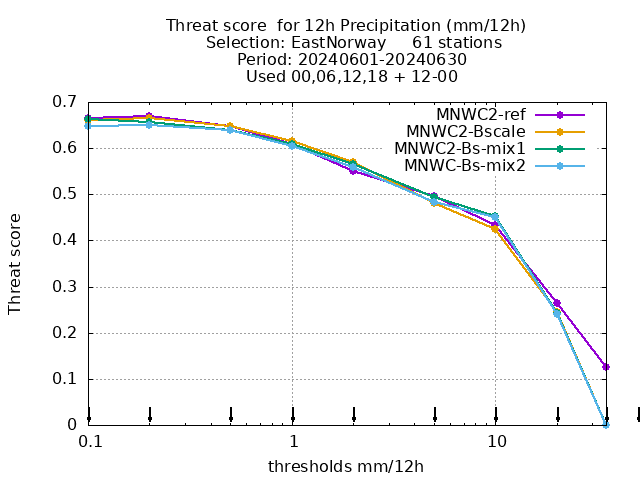 Threat score  for 12h Precipitation (mm/12h)
Selection: EastNorway     61 stations
Period: 20240601-20240630
Used 00,06,12,18 + 12-00
MNWC2-ref
MNWC2-Bscale
MNWC2-Bs-mix1
MNWC-Bs-mix2
Threat score
0.7
0.6
0.5
0.4
0.3
0.2
0.1
0
0.1
1
10
thresholds mm/12h